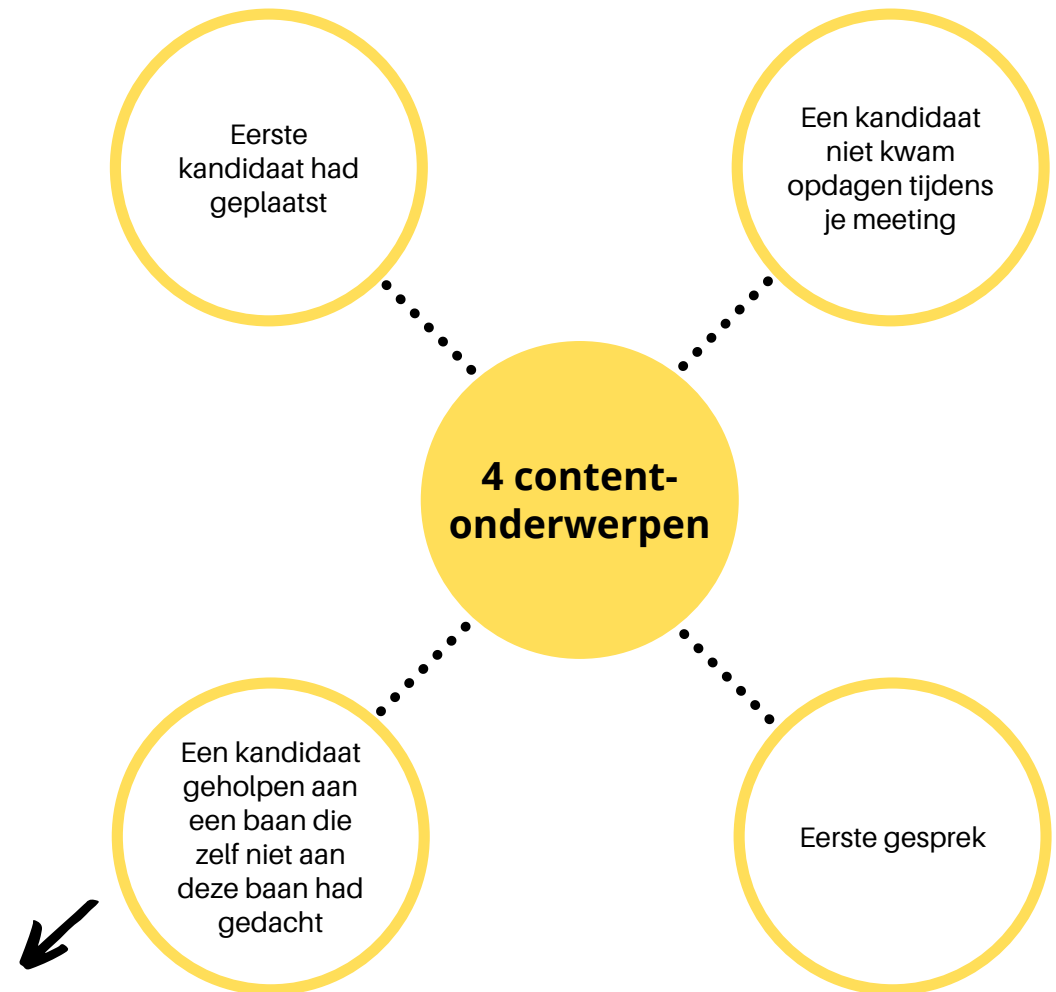 Eerste
kandidaat had
geplaatst
Een kandidaat
niet kwam
opdagen tijdens
je meeting
4 content-
onderwerpen
Een kandidaat
geholpen aan
een baan die
zelf niet aan
deze baan had
gedacht
Eerste gesprek